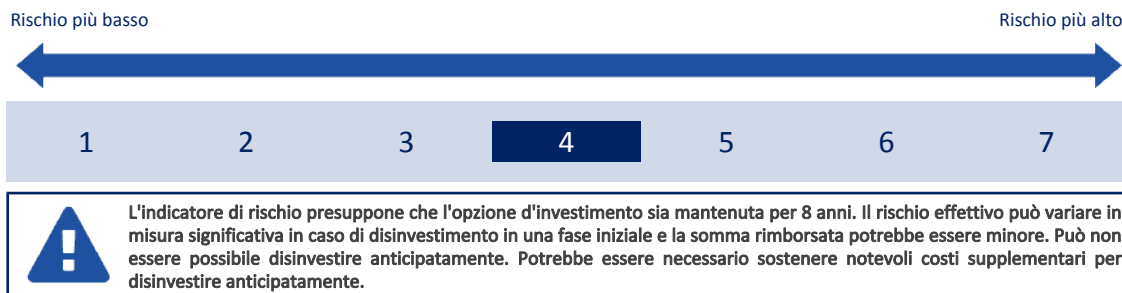 Rischio più basso Rischio più alto
1 2 3 4 5 6 7
L'indicatore di rischio presuppone che l'opzione d'investimento sia mantenuta per 8 anni. Il rischio effettivo può variare in
misura significativa in caso di disinvestimento in una fase iniziale e la somma rimborsata potrebbe essere minore. Può non
essere possibile disinvestire anticipatamente. Potrebbe essere necessario sostenere notevoli costi supplementari per
disinvestire anticipatamente.